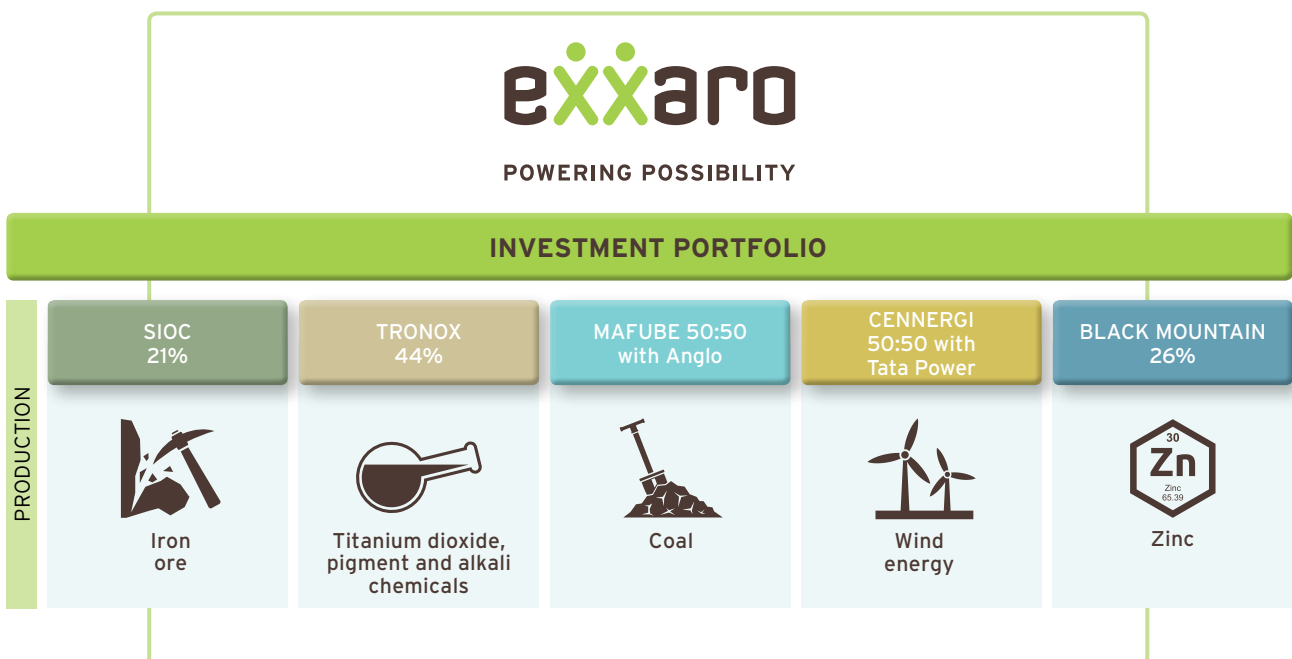 exxaro
POWERING POSSIBILITY
INVESTMENT PORTFOLIO
PRODUCTION
SIOC
21%
TRONOX
44%
MAFUBE 50:50
with Anglo
CENNERGI
50:50 with
Tata Power
BLACK MOUNTAIN
26%
Iron
ore
Titanium dioxide,
pigment and alkali
chemicals
Coal
Wind
energy
30
Zn
Zinc
65.39
Zinc